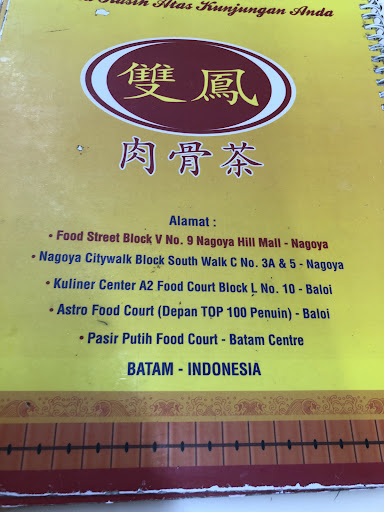 Kasih Atas Kunjungan Anda
雙鳳
肉骨茶
Alamat :
• Food Street Block V No. 9 Nagoya Hill Mall - Nagoya
• Nagoya Citywalk Block South Walk C No. 3A & 5 - Nagoya
• Kuliner Center A2 Food Court Block L No. 10 - Baloi
• Astro Food Court (Depan TOP 100 Penuin) - Baloi
• Pasir Putih Food Court - Batam Centre
BATAM - INDONESIA